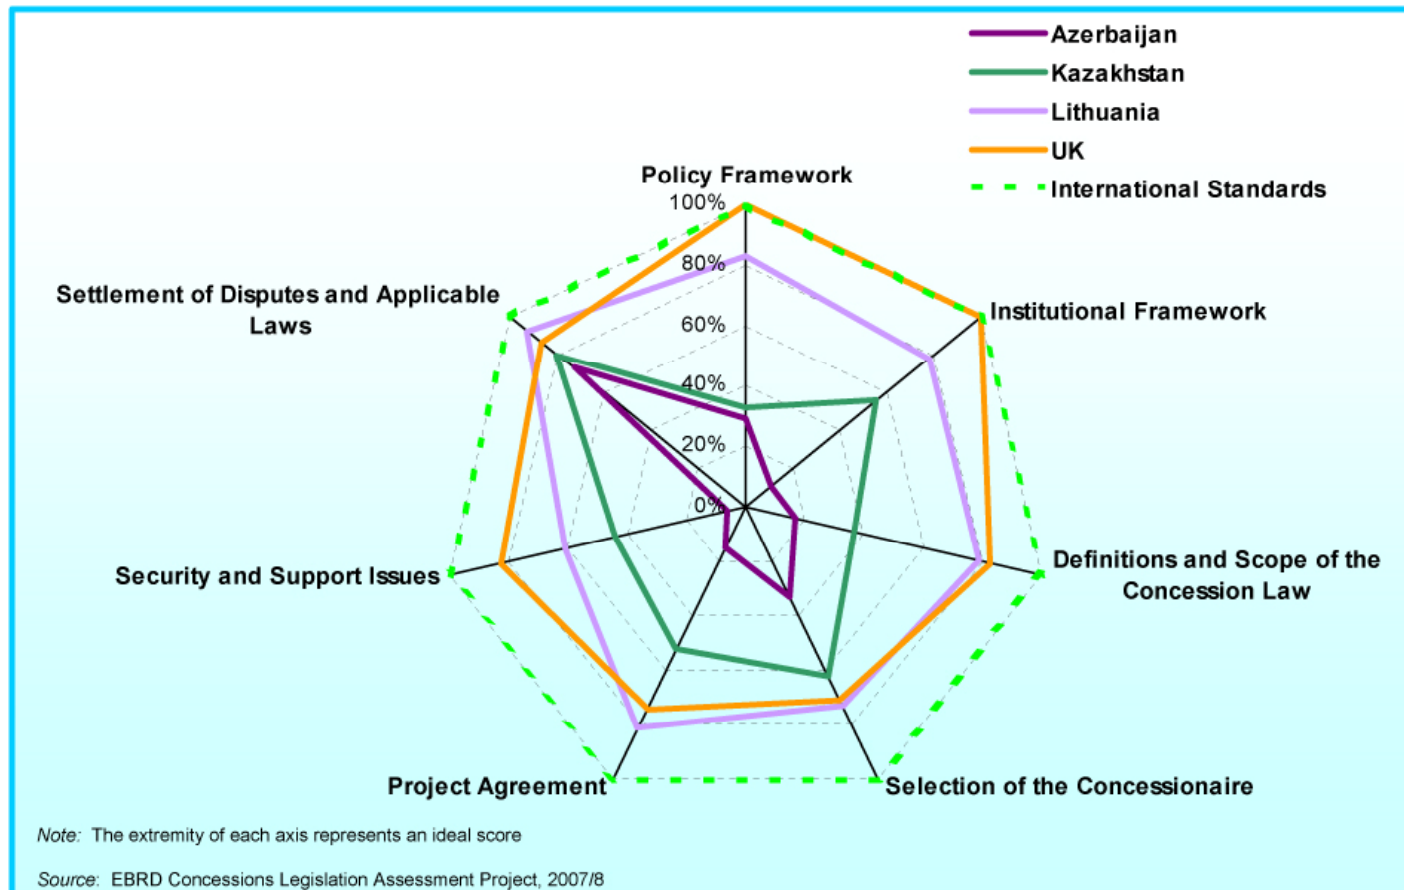 Azerbaijan
Kazakhstan
Lithuania
UK
International Standards
Policy Framework
100%
80%
60%
40%
20%
0%
Settlement of Disputes and Applicable
Laws
Institutional Framework
Security and Support Issues
Definitions and Scope of the
Concession Law
Project Agreement
Selection of the Concessionaire
Note: The extremity of each axis represents an ideal score
Source: EBRD Concessions Legislation Assessment Project, 2007/8